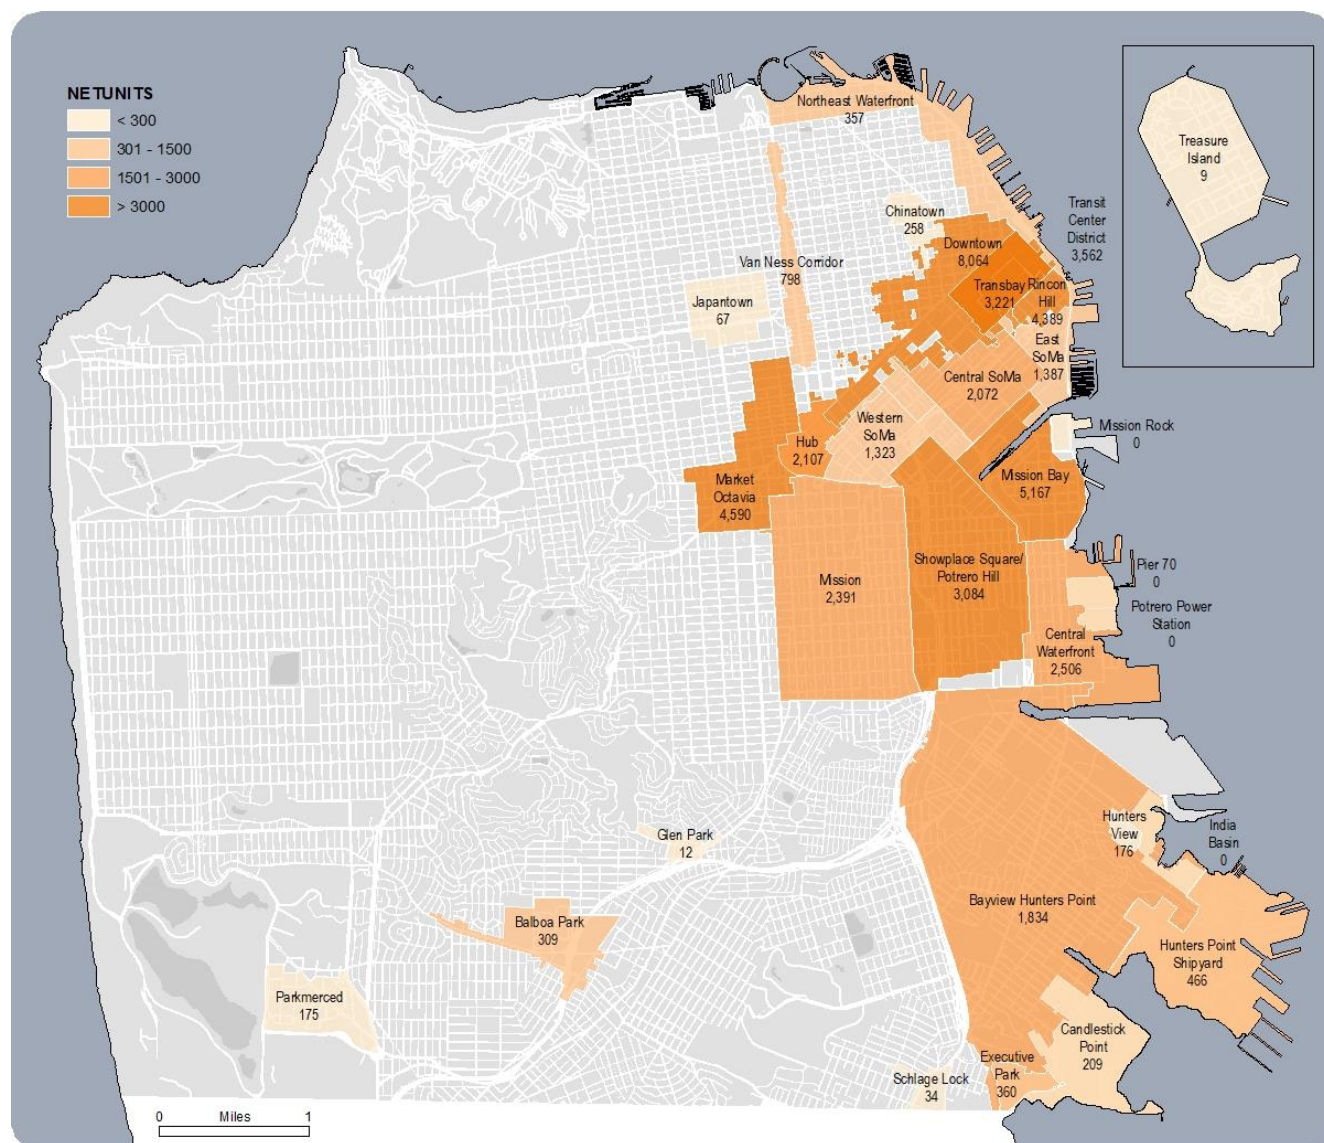 NETUNITS
< 300
301 - 1500
1501 - 3000
> 3000
Northeast Waterfront
357
Treasure
Island
9
Chinatown
258
Transit
Center
District
3,562
Downtown
8,064
Van Ness Corridor
798
Transbay
3,221
Rincon
Hill
4,389
Japantown
67
East
SoMa
1,387
Central SoMa
2,072
Western
SoMa
1,323
Mission Rock
0
Hub
2,107
Mission Bay
5,167
Market
Octavia
4,590
Showplace Square/
Potrero Hill
3,084
Pier 70
0
Mission
2,391
Potrero Power
Station
0
Central
Waterfront
2,506
Hunters
View
176
India
Basin
0
Glen Park
12
Bayview Hunters Point
1,834
Balboa Park
309
Hunters Point
Shipyard
466
Parkmerced
175
Candlestick
Point
209
Executive
Park
360
Schlage Lock
34
0 Miles 1